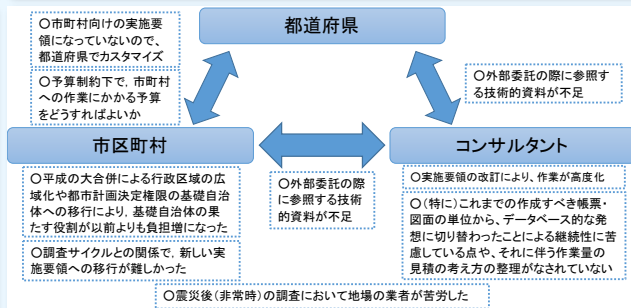 都道府県
〇市町村向けの実施要
領になっていないので、
都道府県でカスタマイズ
〇予算制約下で，市町村
への作業にかかる予算
をどうすればよいか
〇外部委託の際に参照す
る技術的資料が不足
市区町村
コンサルタント
〇平成の大合併による行政区域の広
域化や都市計画決定権限の基礎自治
体への移行により、基礎自治体の果
たす役割が以前よりも負担増になった
〇調査サイクルとの関係で，新しい実
施要領への移行が難しかった
〇外部委託の際
に参照する技術
的資料が不足
〇実施要領の改訂により、作業が高度化
〇(特に)これまでの作成すべき帳票・
図面の単位から、データベース的な発
想に切り替わったことによる継続性に苦
慮している点や、それに伴う作業量の
見積の考え方の整理がなされていない
〇震災後(非常時)の調査において地場の業者が苦労した